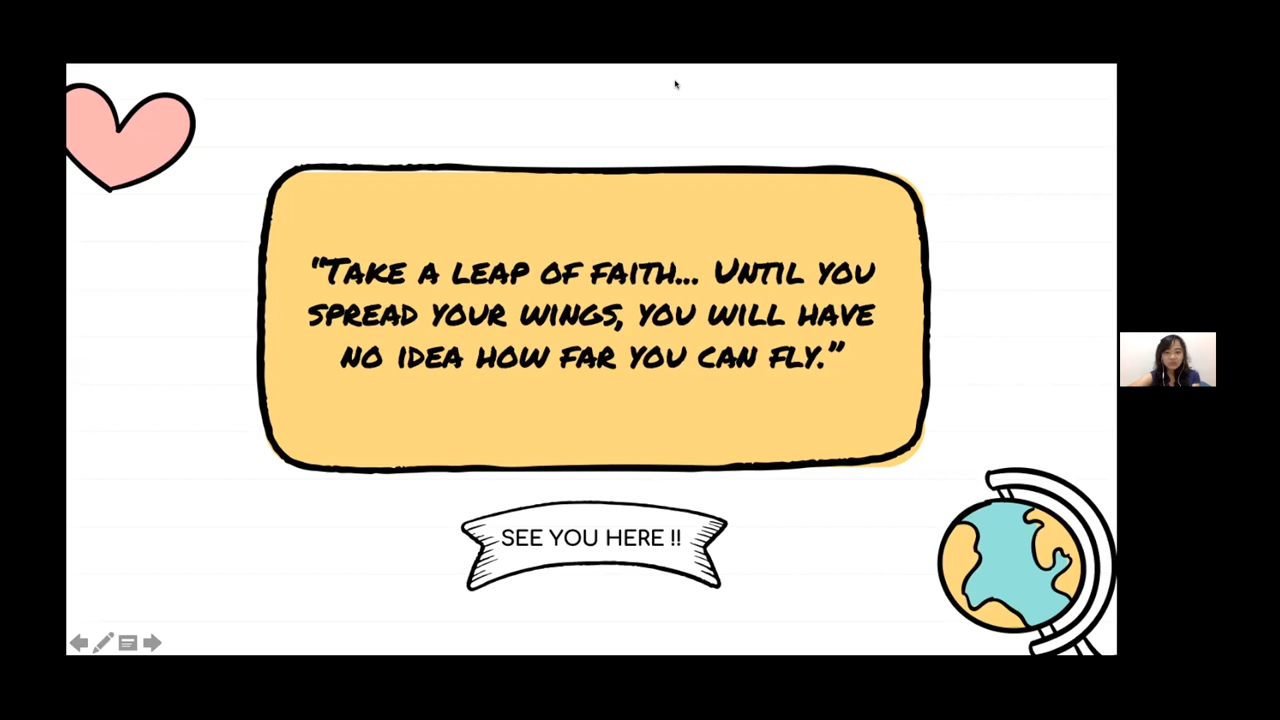 "Take a leap of faith... Until you
spread your wings, you will have
no idea how far you can fly.”
SEE YOU HERE !!